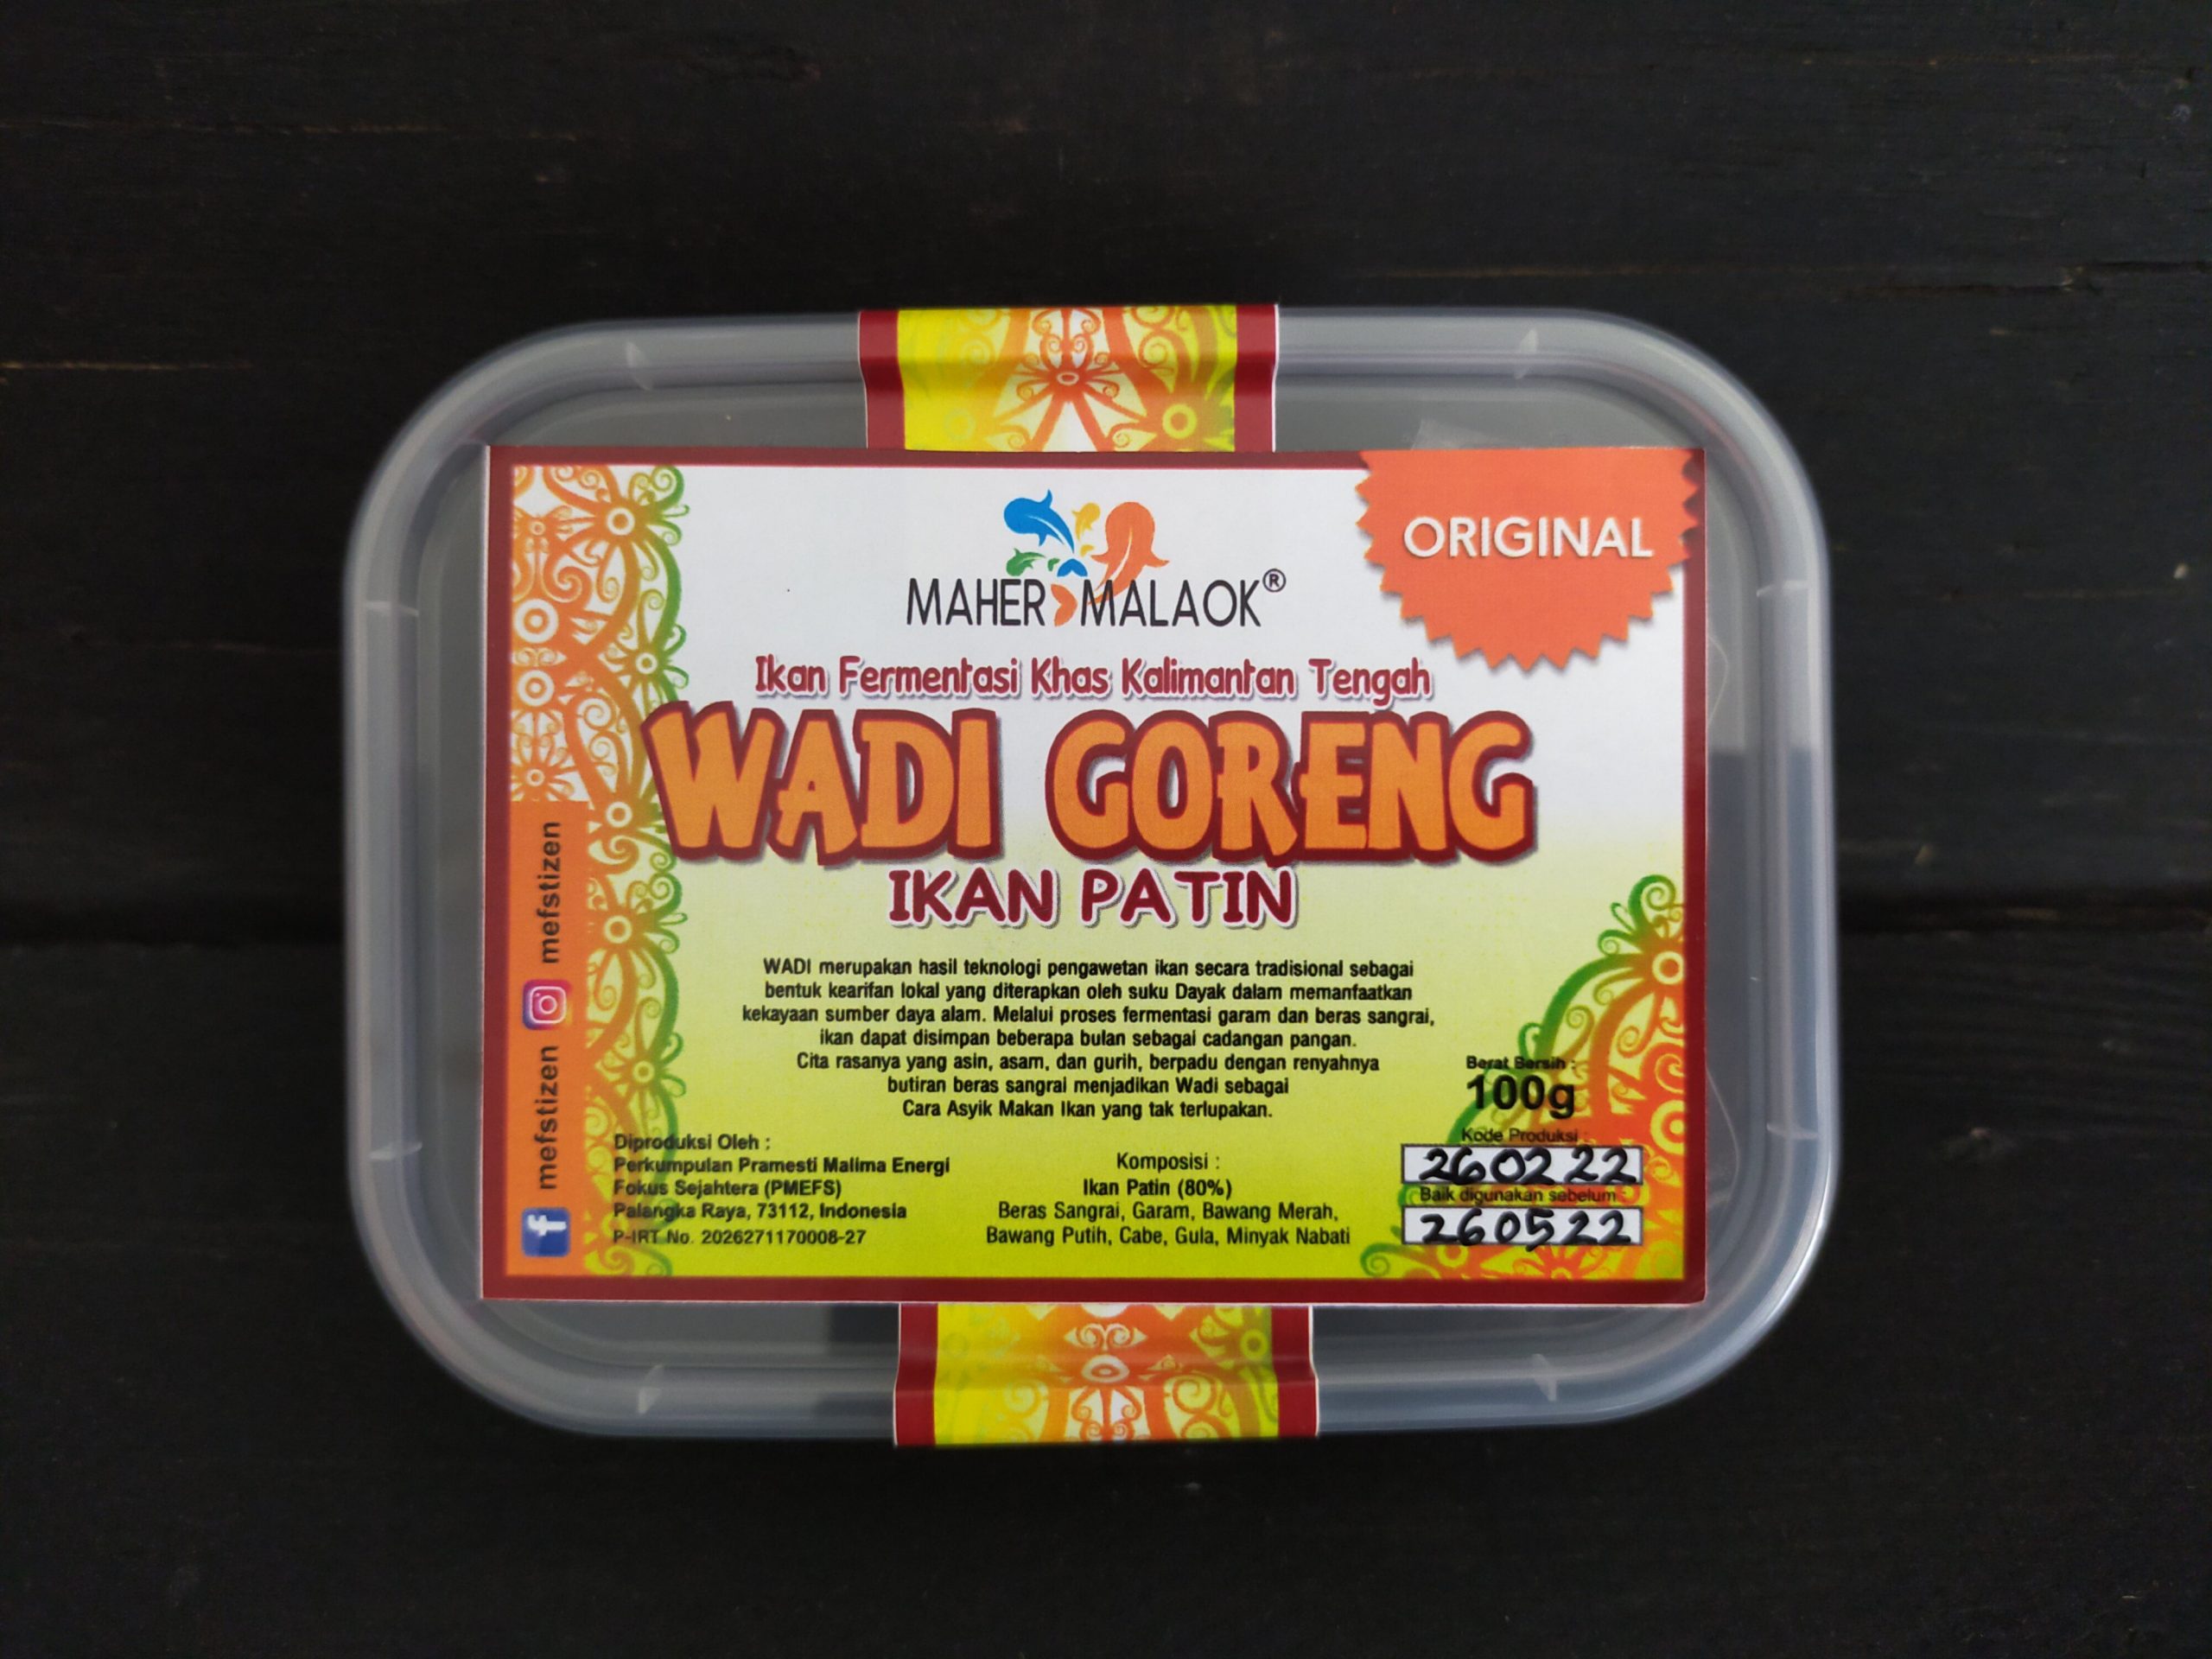 ORIGINAL
MAHER MALAOK®
Ikan Fermentasi Khas Kalimantan Tengah
WADI GORENG
IKAN PATIN
WADI merupakan hasil teknologi pengawetan ikan secara tradisional sebagai
bentuk kearifan lokal yang diterapkan oleh suku Dayak dalam memanfaatkan
kekayaan sumber daya alam. Melalui proses fermentasi garam dan beras sangrai,
ikan dapat disimpan beberapa bulan sebagai cadangan pangan.
Cita rasanya yang asin, asam, dan gurih, berpadu dengan renyahnya
butiran beras sangrai menjadikan Wadi sebagai
Cara Asyik Makan Ikan yang tak terlupakan.
Diproduksi Oleh :
Perkumpulan Pramesti Malima Energi
Fokus Sejahtera (PMEFS)
Palangka Raya, 73112, Indonesia
P-IRT No. 2026271170008-27
Komposisi :
Ikan Patin (80%)
Beras Sangrai, Garam, Bawang Merah,
Bawang Putih, Cabe, Gula, Minyak Nabati
Berat Bersih :
100g
Kode Produksi :
260222
Baik digunakan sebelum :
260522
mefstizen
mefstizen